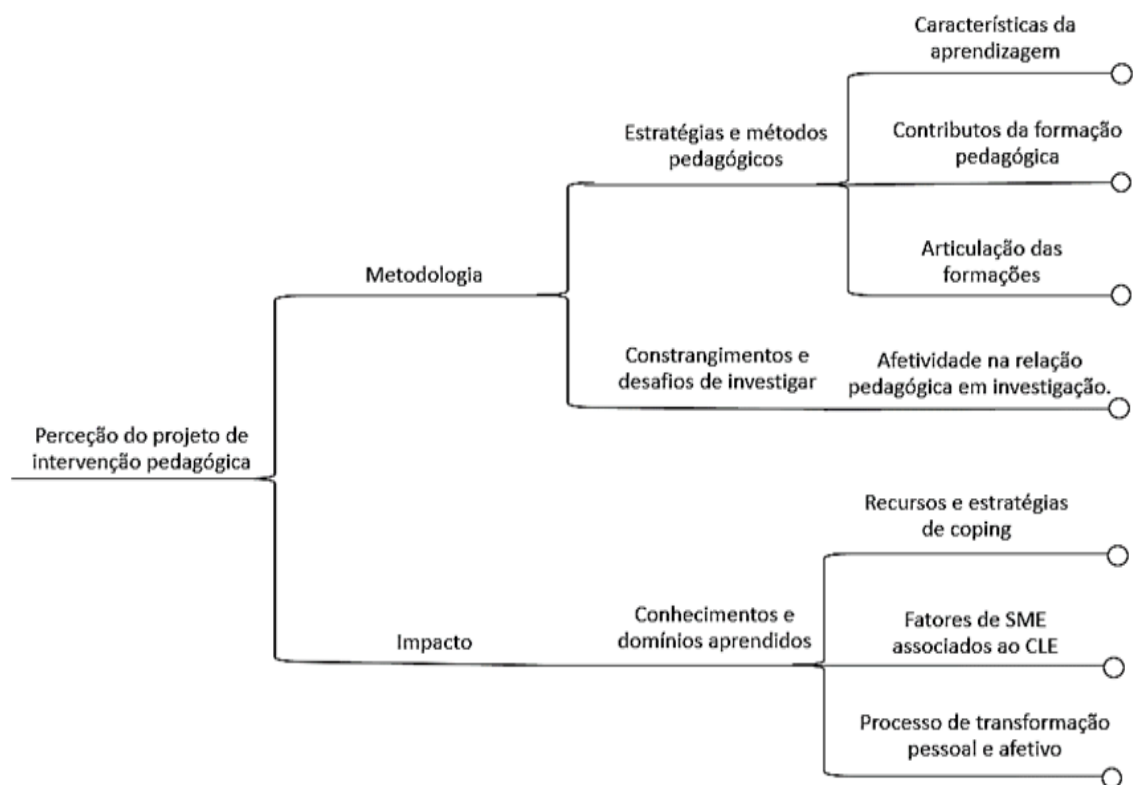 Características da
aprendizagem
Estratégias e métodos
pedagógicos
Contributos da formação
pedagógica
Articulação das
formações
Metodologia
Constrangimentos e
desafios de investigar
Afetividade na relação
pedagógica em investigação.
Perceção do projeto de
intervenção pedagógica
Recursos e estratégias
de coping
Conhecimentos e
domínios aprendidos
Fatores de SME
associados ao CLE
Impacto
Processo de transformação
pessoal e afetivo